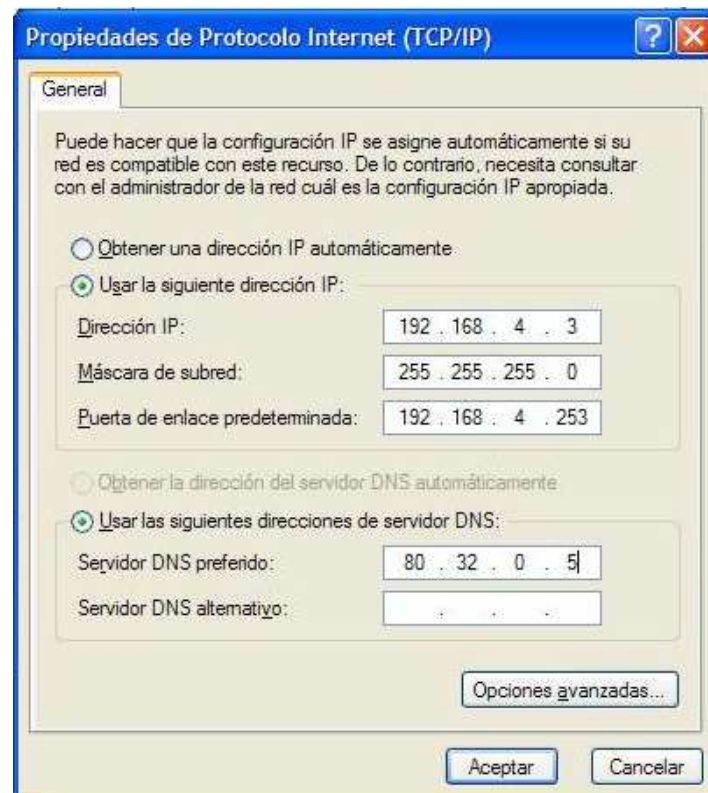 Propiedades de Protocolo Internet (TCP/IP)
General
Puede hacer que la configuración IP se asigne automáticamente si su
red es compatible con este recurso. De lo contrario, necesita consultar
con el administrador de la red cuál es la configuración IP apropiada.
Obtener una dirección IP automáticamente
Usar la siguiente dirección IP:
Dirección IP: 192 . 168 . 4 . 3
Máscara de subred: 255 . 255 . 255 . 0
Puerta de enlace predeterminada: 192 . 168 . 4 . 253
Obtener la dirección del servidor DNS automáticamente
Usar las siguientes direcciones de servidor DNS:
Servidor DNS preferido: 80 . 32 . 0 . 5
Servidor DNS alternativo: . . .
Opciones avanzadas...
Aceptar Cancelar